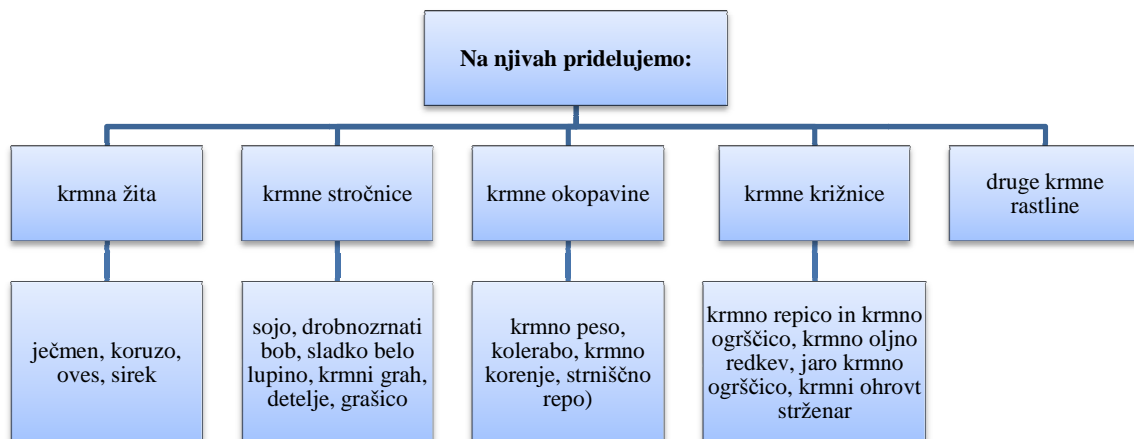 Na njivah pridelujemo:
krmna žita
krmne stročnice
krmne okopavine
krmne križnice
druge krmne
rastline
ječmen, koruzo,
oves, sirek
sojo, drobnozrnati
bob, sladko belo
lupino, krmni grah,
detelje, grašico
krmno peso,
kolerabo, krmno
korenje, strniščno
repo)
krmno repico in krmno
ogrščico, krmno oljno
redkev, jaro krmno
ogrščico, krmni ohrovt
strženar